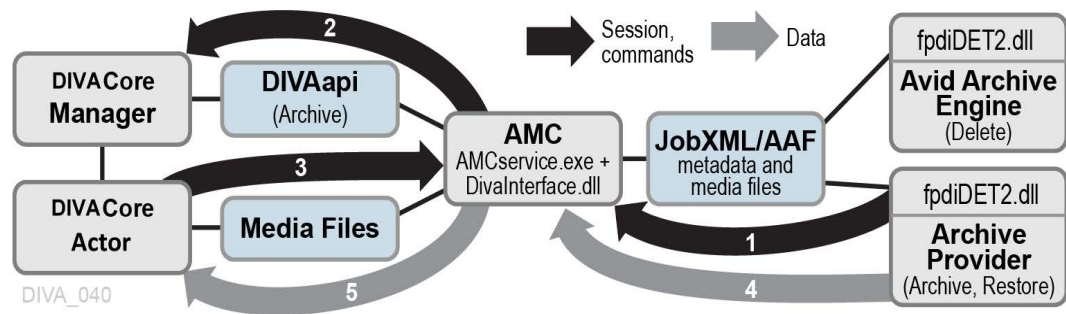 2
Session,
commands
Data
fpdiDET2.dll
Avid Archive
Engine
(Delete)
DIVACore
Manager
DIVAapi
(Archive)
AMC
AMCservice.exe +
DivaInterface.dll
JobXML/AAF
metadata and
media files
3
DIVACore
Actor
Media Files
fpdiDET2.dll
Archive
Provider
(Archive, Restore)
1
4
5
DIVA_040